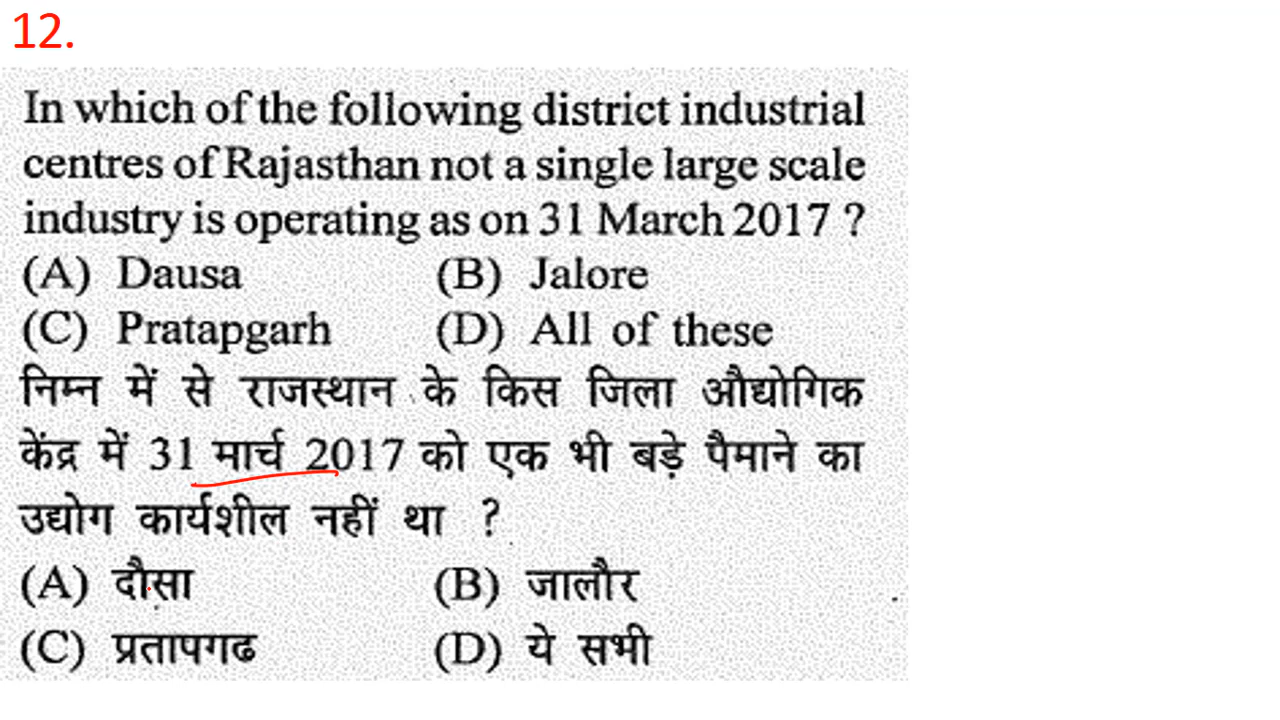 12.
In which of the following district industrial
centres of Rajasthan not a single large scale
industry is operating as on 31 March 2017 ?
(A) Dausa (B) Jalore
(C) Pratapgarh (D) All of these
निम्न में से राजस्थान के किस जिला औद्योगिक
केंद्र में 31 मार्च 2017 को एक भी बड़े पैमाने का
उद्योग कार्यशील नहीं था ?
(A) दौसा (B) जालौर
(C) प्रतापगढ (D) ये सभी